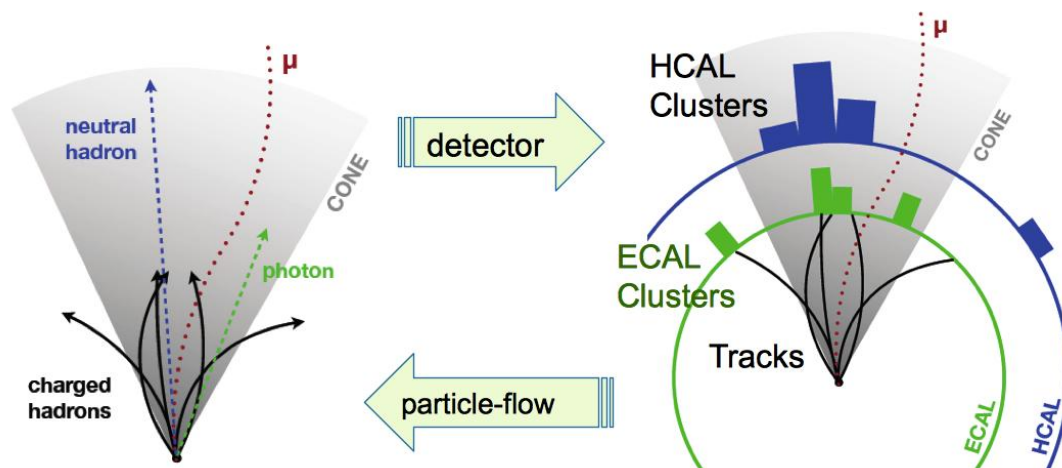 μ
neutral
hadron
CONE
photon
charged
hadrons
detector
particle-flow
μ
HCAL
Clusters
CONE
ECAL
Clusters
Tracks
ECAL
HCAL